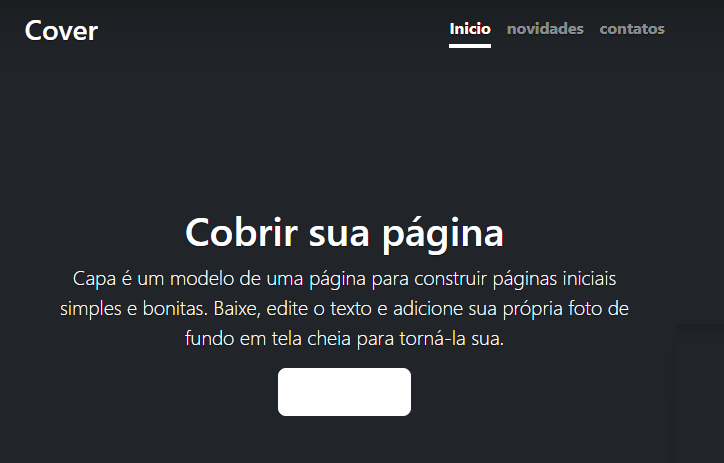 Cover
Inicio novidades contatos
Cobrir sua página
Capa é um modelo de uma página para construir páginas iniciais
simples e bonitas. Baixe, edite o texto e adicione sua própria foto de
fundo em tela cheia para torná-la sua.